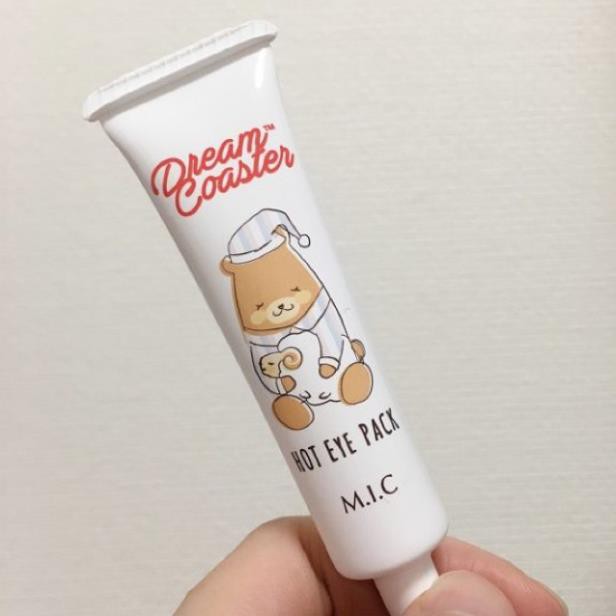 Dream™
Coaster
HOT EYE PACK
M.I.C